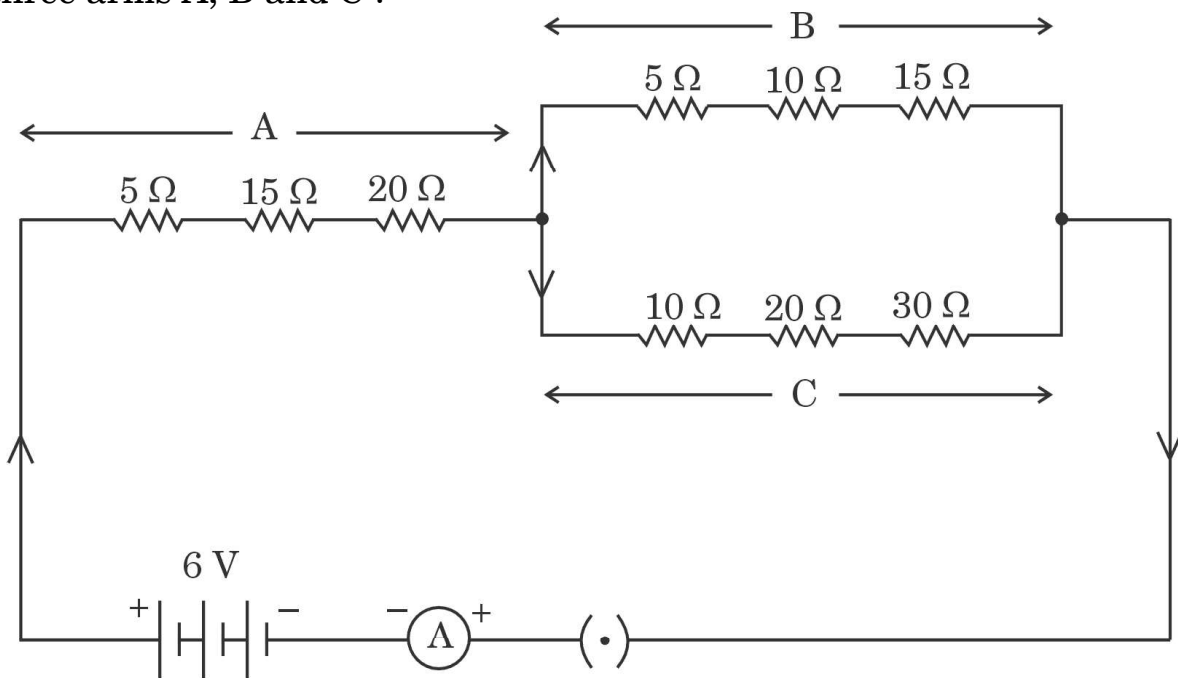 three arms A, B and C ?
B
5 Ω 10 Ω 15 Ω
A
5 Ω 15 Ω 20 Ω
10 Ω 20 Ω 30 Ω
C
6 V
+ − − A + ( • )